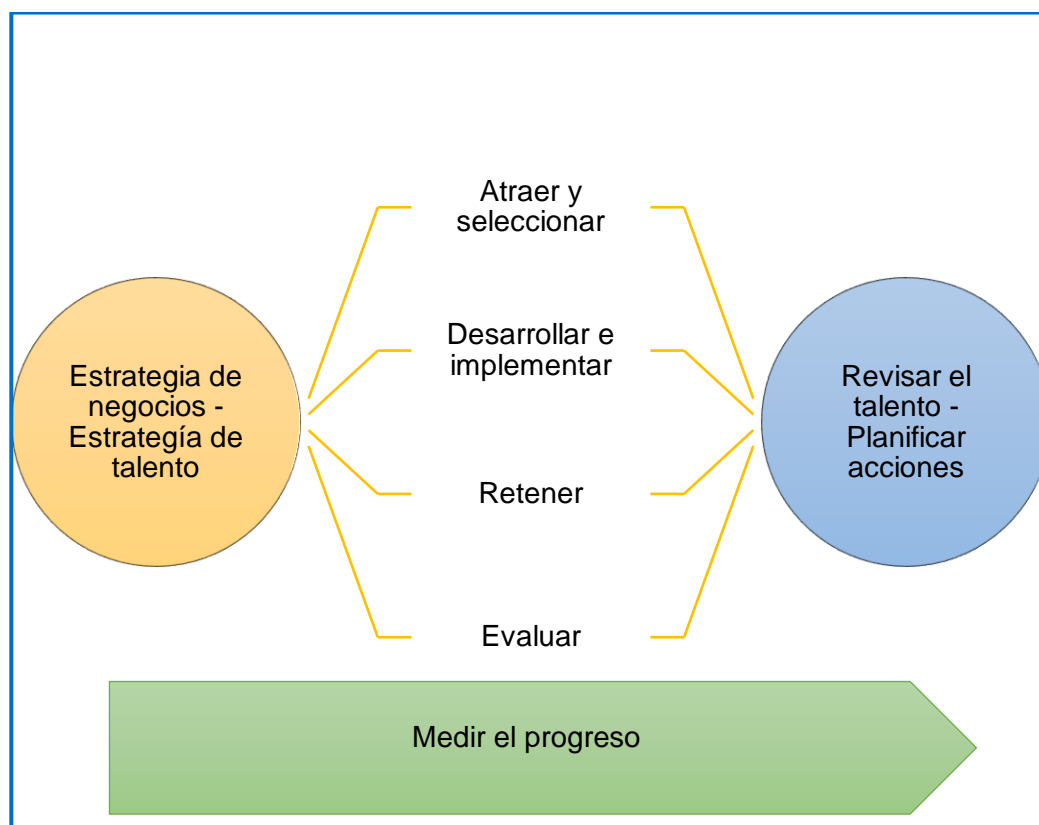 Atraer y
seleccionar
Desarrollar e
implementar
Estrategia de
negocios -
Estrategía de
talento
Revisar el
talento -
Planificar
acciones
Retener
Evaluar
Medir el progreso